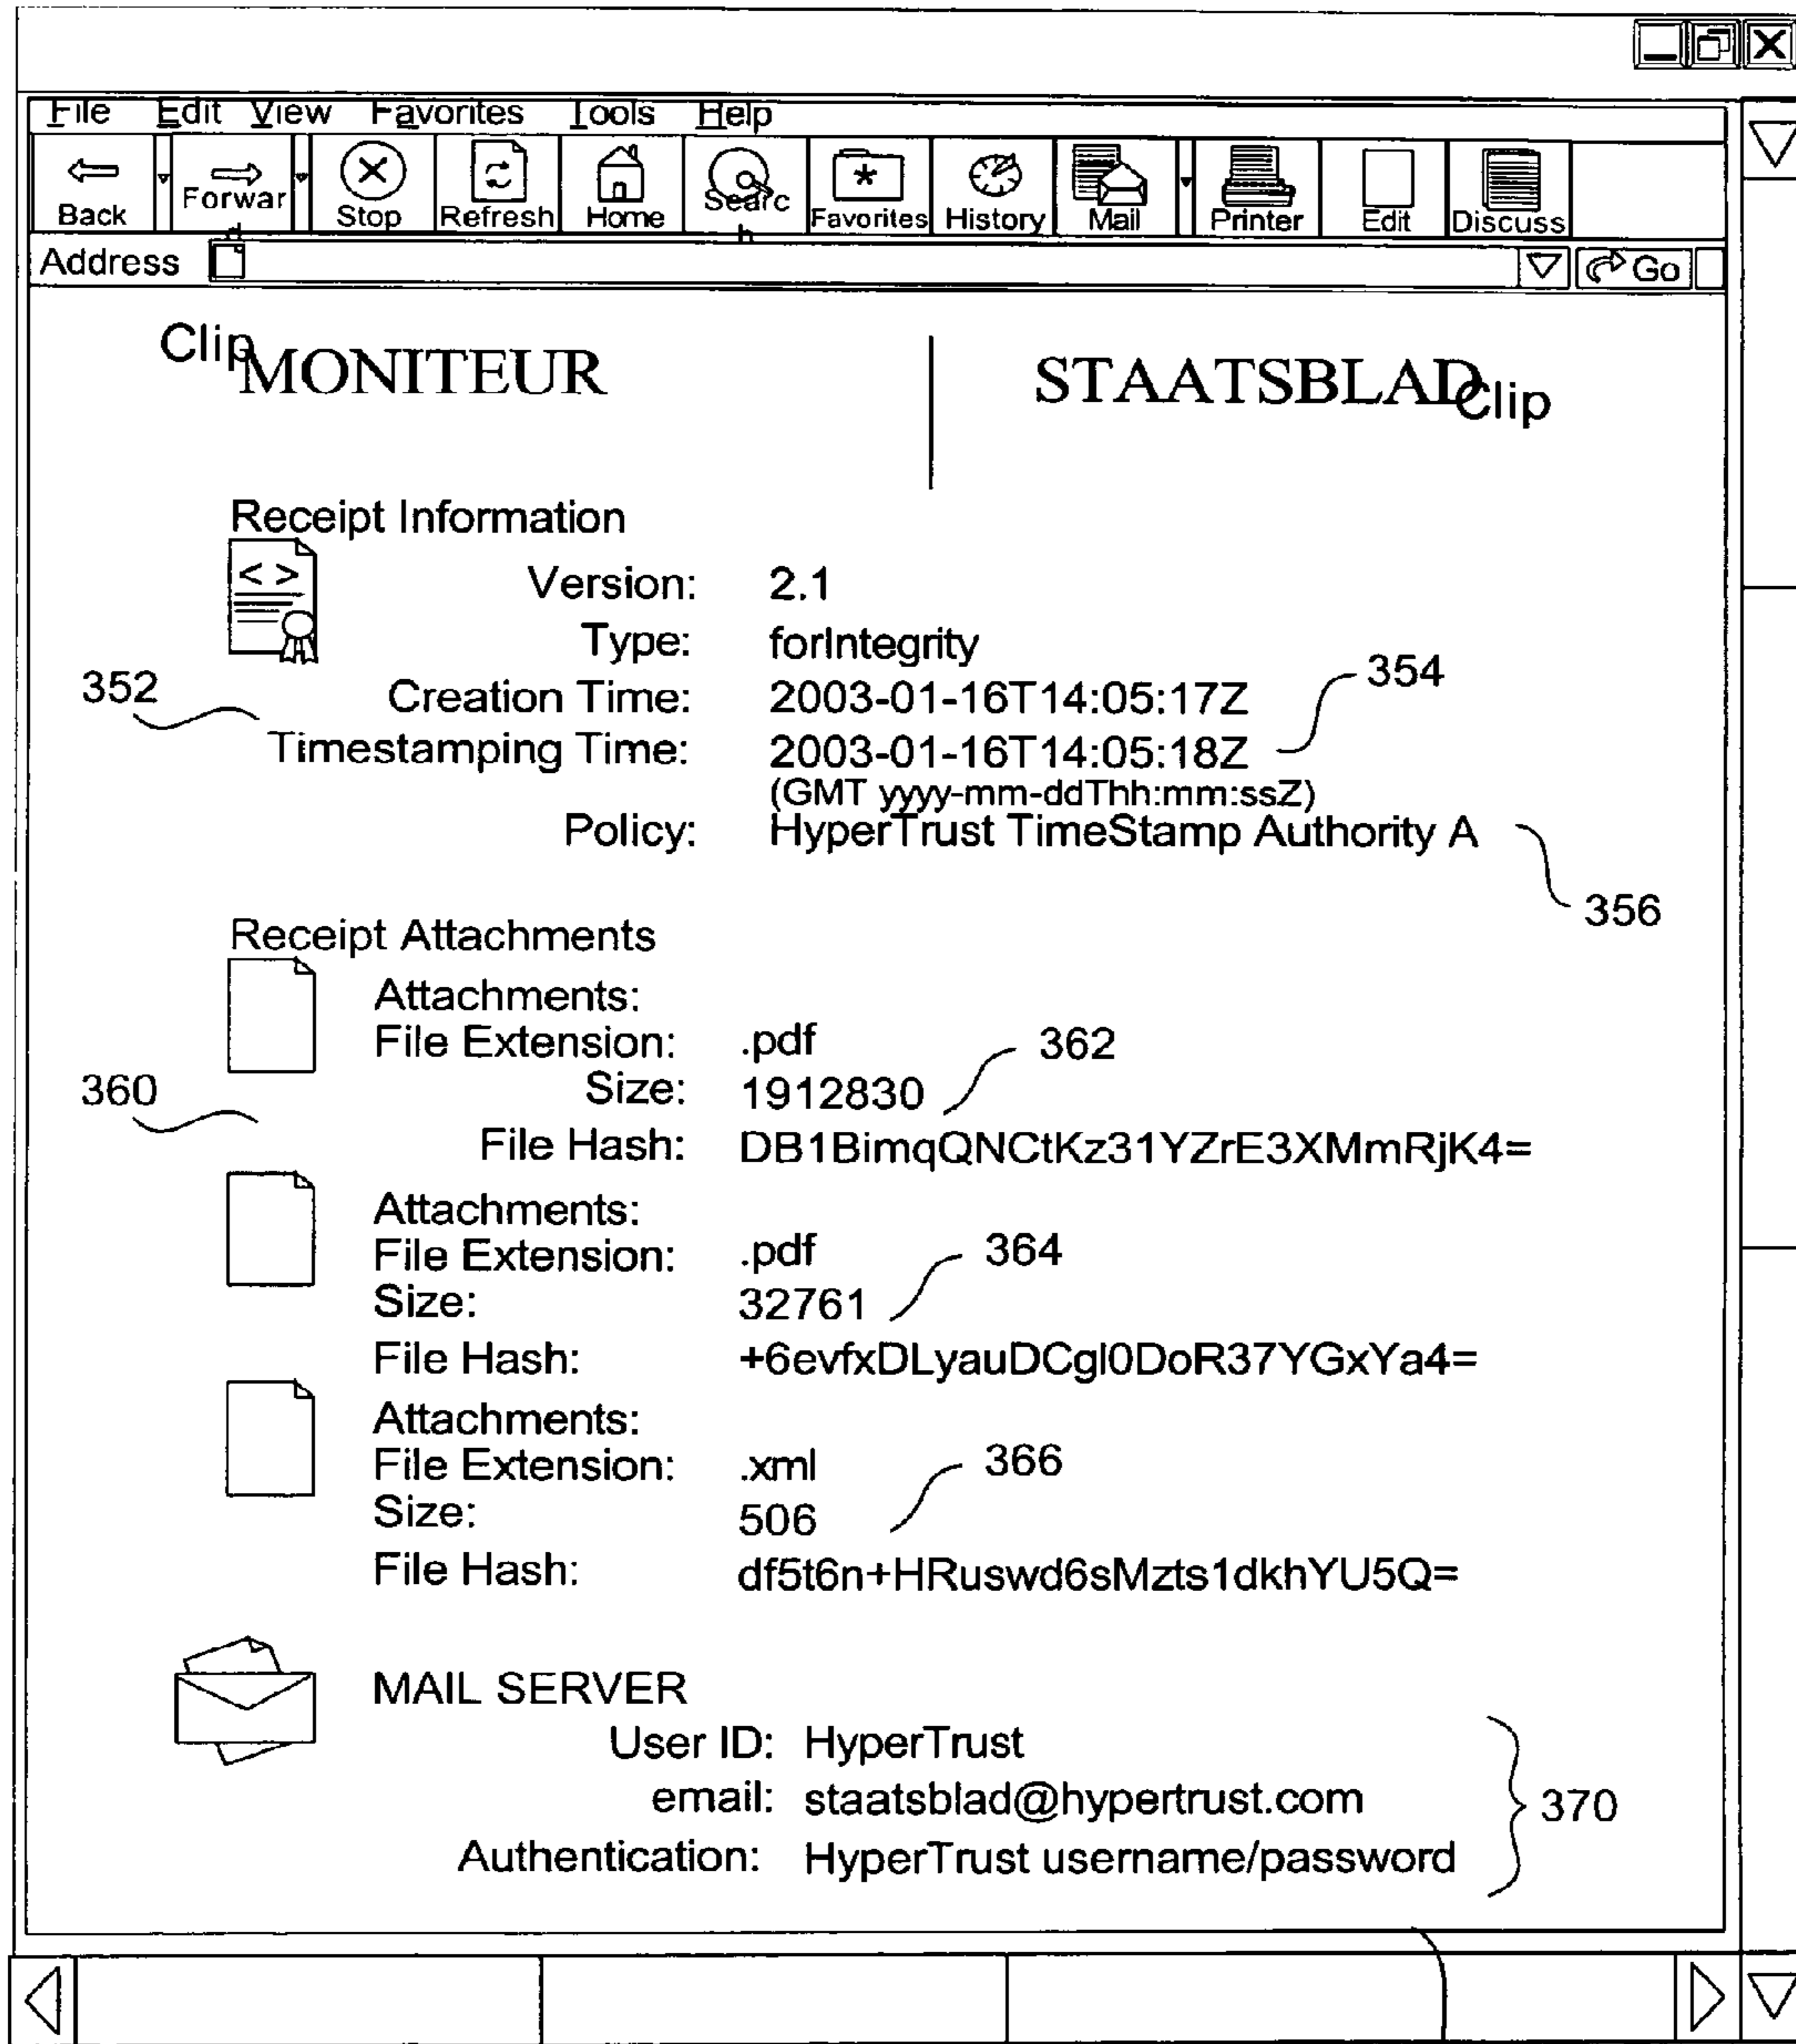 File Edit View Favorites Tools Help
Back Forwar
d Stop Refresh Home Searc
h Favorites History Mail Printer Edit Discuss
Address Go
Clip MONITEUR STAATSBLAD Clip
Receipt Information
< >
Version: 2.1
Type: forIntegrity
352 Creation Time: 2003-01-16T14:05:17Z 354
Timestamping Time: 2003-01-16T14:05:18Z
(GMT yyyy-mm-ddThh:mm:ssZ)
Policy: HyperTrust TimeStamp Authority A
356
Receipt Attachments
Attachments:
File Extension: .pdf 362
360 Size: 1912830
File Hash: DB1BimqQNCtKz31YZrE3XMmRjK4=
Attachments:
File Extension: .pdf 364
Size: 32761
File Hash: +6evfxDLyauDCgl0DoR37YGxYa4=
Attachments:
File Extension: .xml 366
Size: 506
File Hash: df5t6n+HRuswd6sMzts1dkhYU5Q=
MAIL SERVER
User ID: HyperTrust
email: staatsblad@hypertrust.com 370
Authentication: HyperTrust username/password